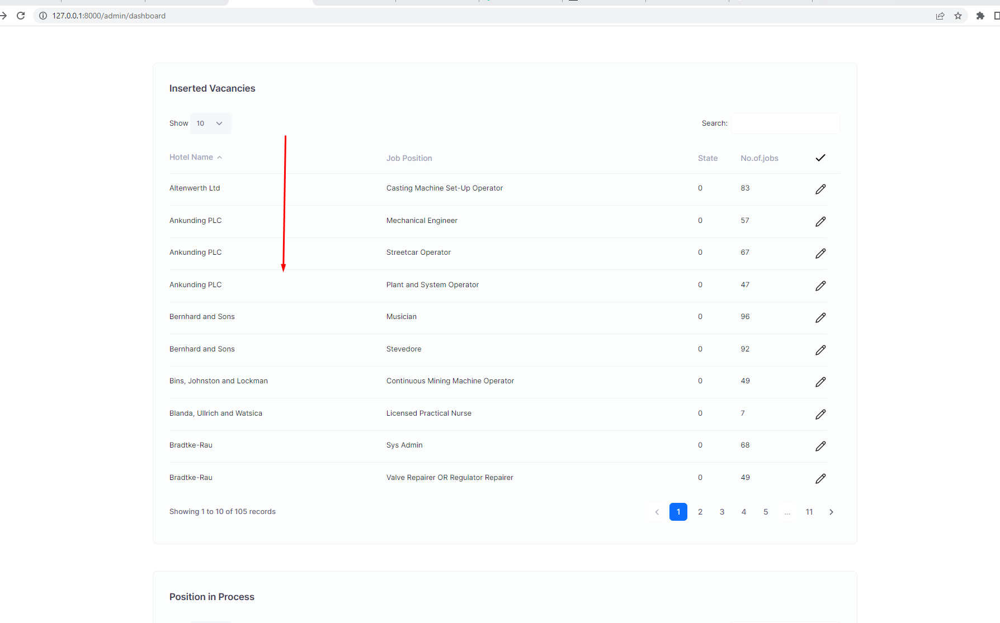 127.0.0.1:8000/admin/dashboard
Inserted Vacancies
Show 10 Search:
Hotel Name Job Position State No.of.jobs
Altenwerth Ltd Casting Machine Set-Up Operator 0 83
Ankunding PLC Mechanical Engineer 0 57
Ankunding PLC Streetcar Operator 0 67
Ankunding PLC Plant and System Operator 0 47
Bernhard and Sons Musician 0 96
Bernhard and Sons Stevedore 0 92
Bins, Johnston and Lockman Continuous Mining Machine Operator 0 49
Blanda, Ullrich and Watsica Licensed Practical Nurse 0 7
Bradtke-Rau Sys Admin 0 68
Bradtke-Rau Valve Repairer OR Regulator Repairer 0 49
Showing 1 to 10 of 105 records 1 2 3 4 5 ... 11
Position in Process